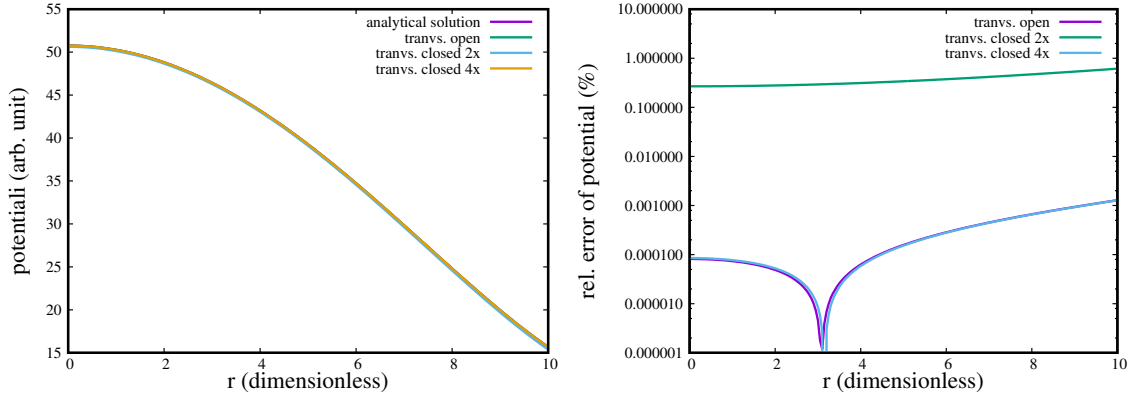 analytical solution
tranvs. open
tranvs. closed 2x
tranvs. closed 4x
potentiali (arb. unit)
50
45
40
35
30
25
20
15
0 2 4 6 8 10
r (dimensionless)
tranvs. open
tranvs. closed 2x
tranvs. closed 4x
rel. error of potential (%)
10.000000
1.000000
0.100000
0.010000
0.001000
0.000100
0.000010
0.000001
0 2 4 6 8 10
r (dimensionless)